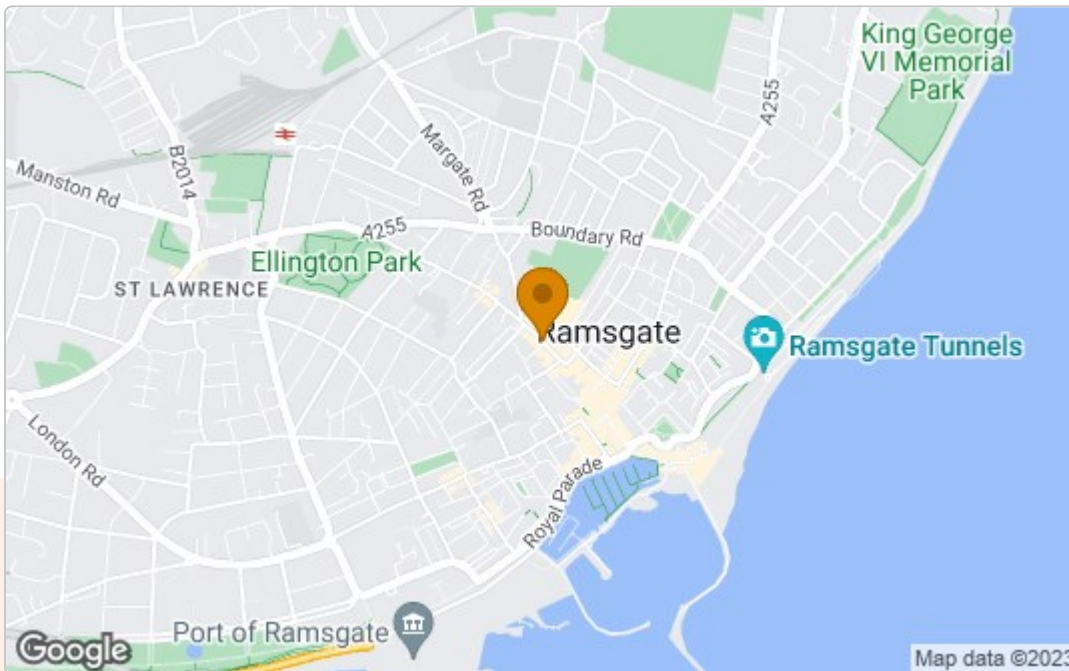 King George
VI Memorial
Park
A255
Margate Rd
B2014
Manston Rd
A255
Boundary Rd
Ellington Park
ST LAWRENCE
Ramsgate
Ramsgate Tunnels
London Rd
Royal Parade
Port of Ramsgate
Google
Map data ©2023